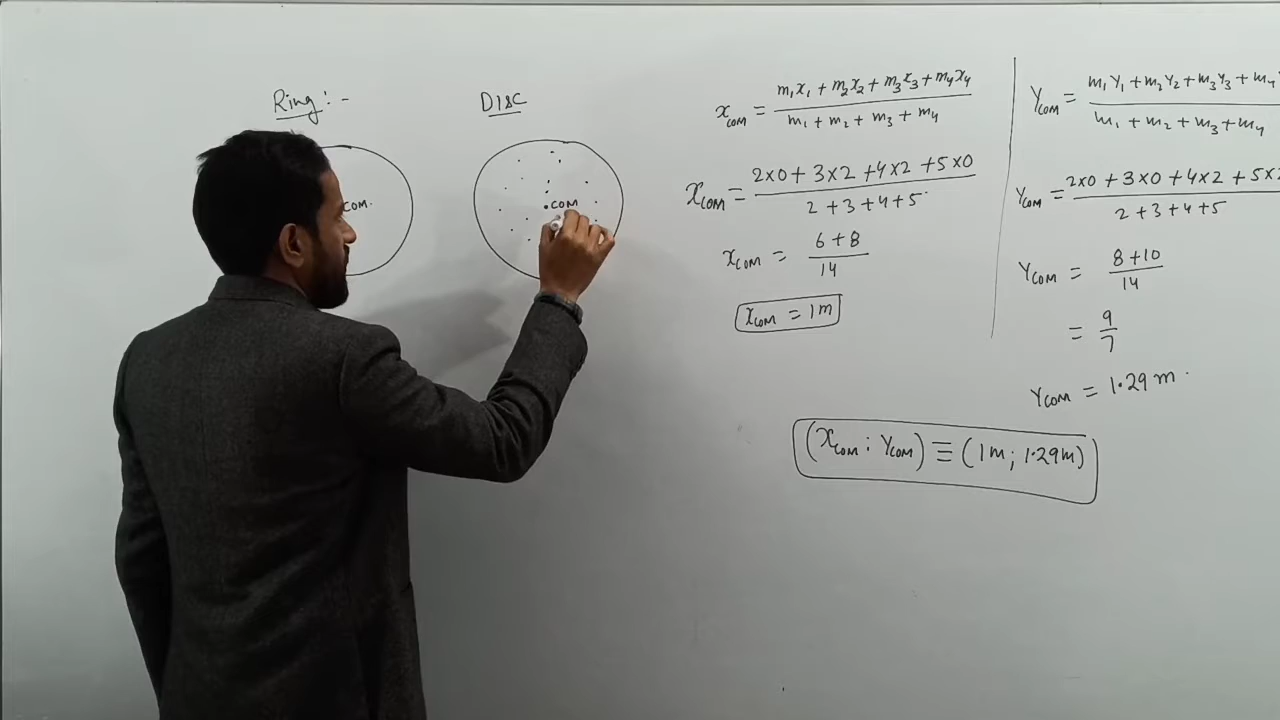 Ring:-
COM.
DISC
.COM
x_COM = (m₁x₁ + m₂x₂ + m₃x₃ + m₄x₄) / (m₁ + m₂ + m₃ + m₄)
x_COM = (2×0 + 3×2 + 4×2 + 5×0) / (2+3+4+5)
x_COM = (6+8) / 14
x_COM = 1m
Y_COM = (m₁Y₁ + m₂Y₂ + m₃Y₃ + m₄ / (m₁ + m₂ + m₃ + m₄)
Y_COM = (2×0 + 3×0 + 4×2 + 5×2 / (2+3+4+5)
Y_COM = (8+10) / 14
= 9/7
Y_COM = 1.29m.
(x_COM : Y_COM) ≡ (1m ; 1.29m)